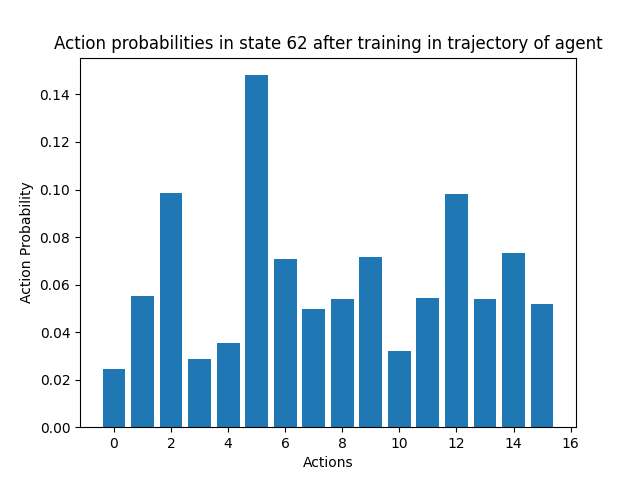 Action probabilities in state 62 after training in trajectory of agent
0.14
0.12
0.10
0.08
0.06
0.04
0.02
0.00
Action Probability
0 2 4 6 8 10 12 14 16
Actions